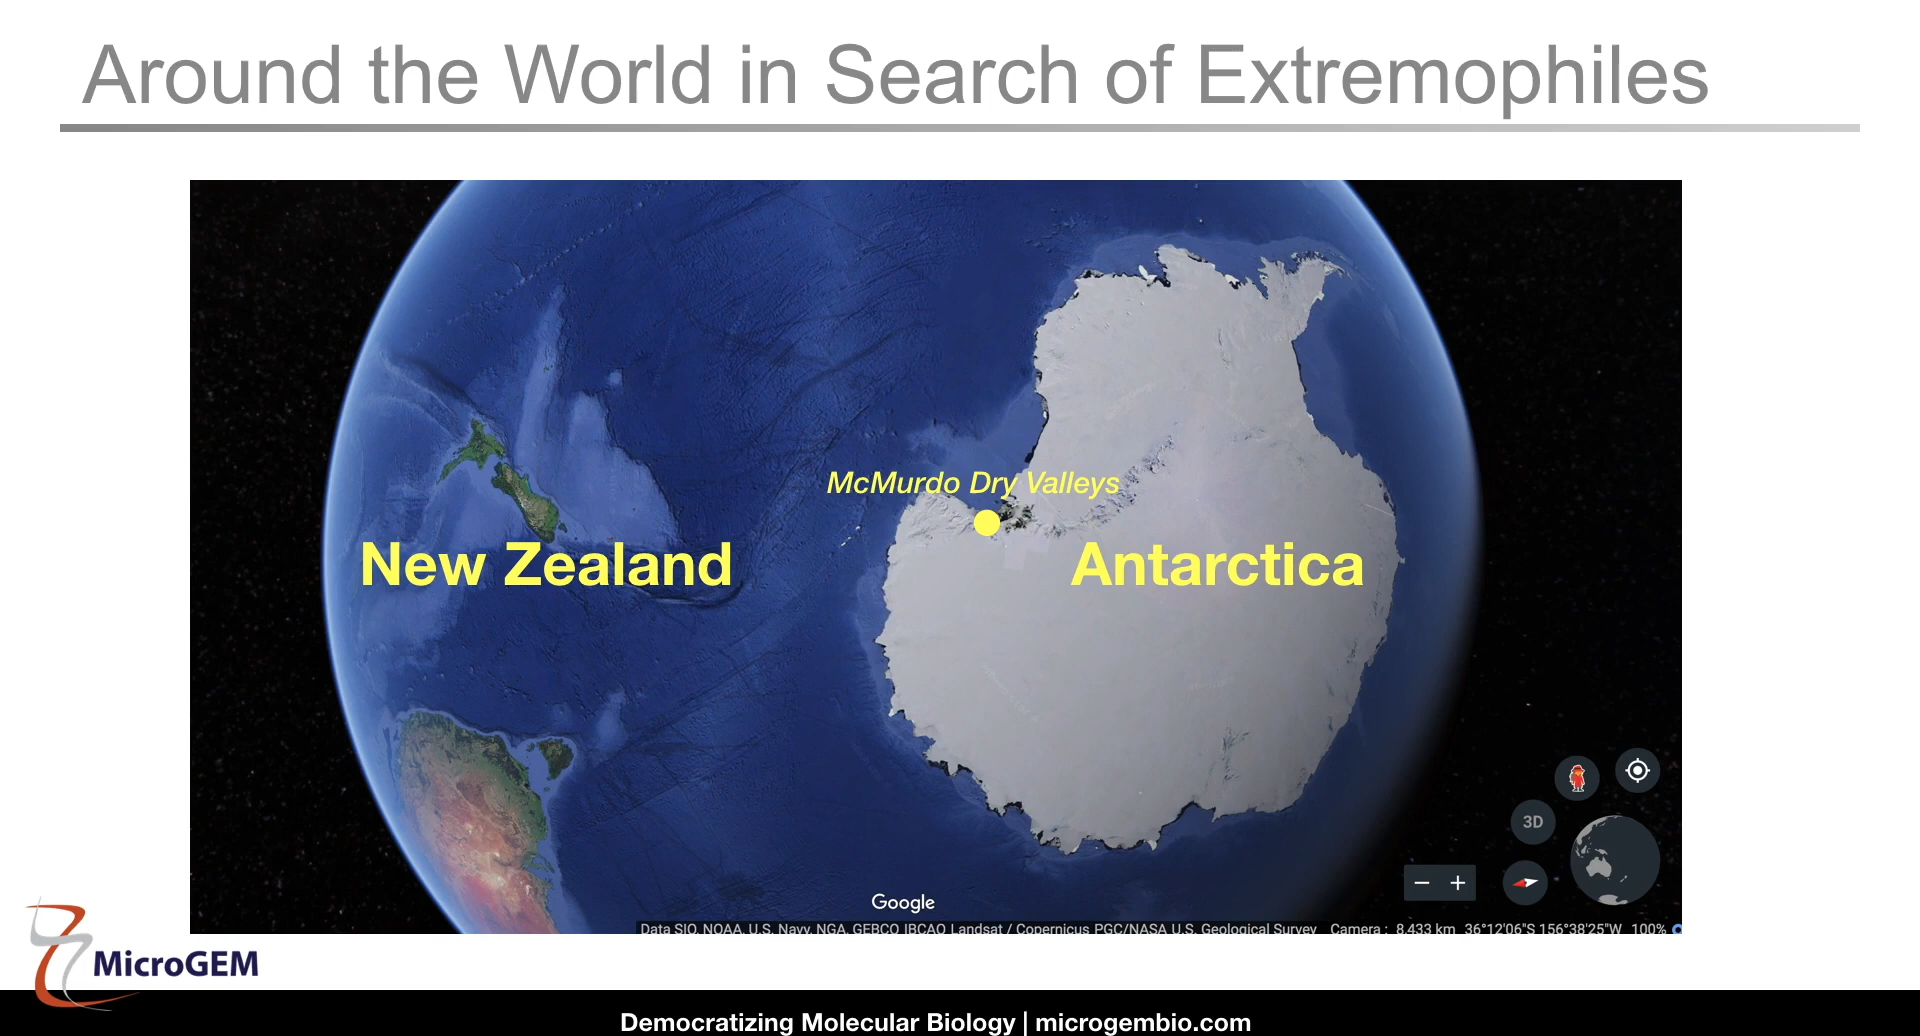 Around the World in Search of Extremophiles
McMurdo Dry Valleys
New Zealand
Antarctica
3D
− +
Google
Data SIO, NOAA, U.S. Navy, NGA, GEBCO IBCAO Landsat / Copernicus PGC/NASA U.S. Geological Survey Camera : 8,433 km 36°12'06"S 156°38'25"W 100%
MicroGEM
Democratizing Molecular Biology | microgembio.com